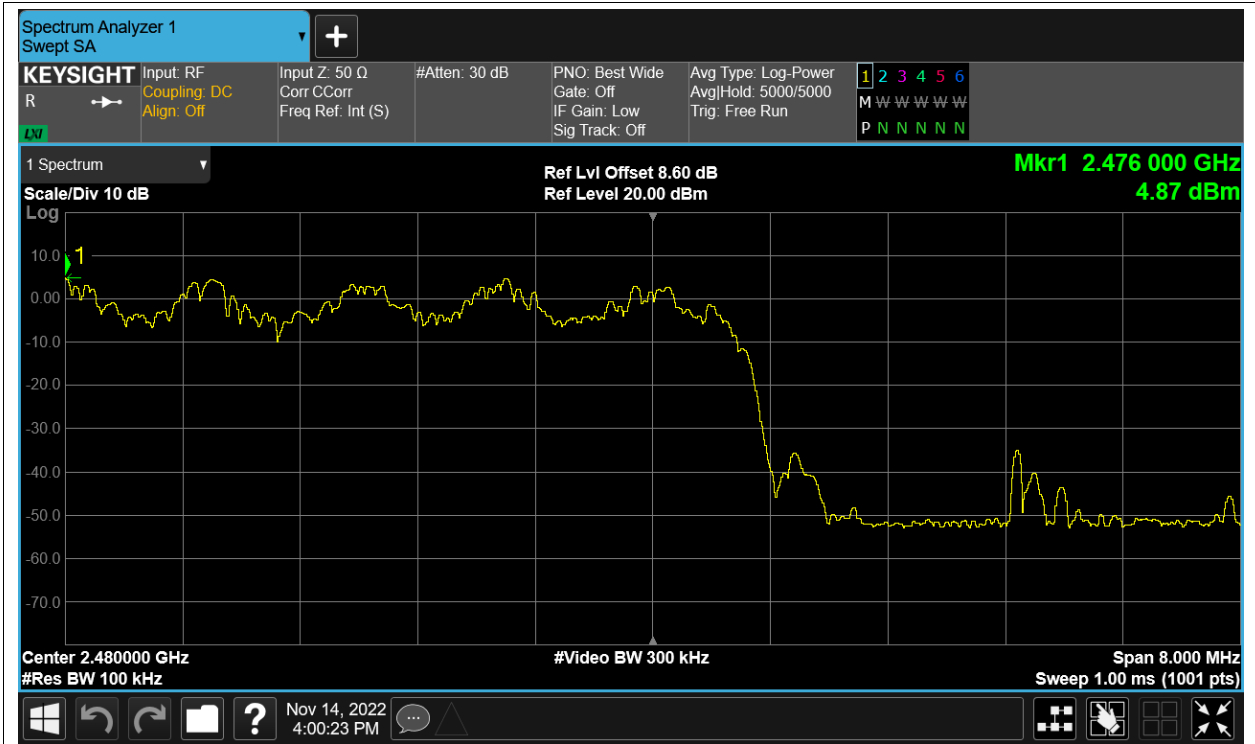 Spectrum Analyzer 1
Swept SA
KEYSIGHT
R
LXI
Input: RF
Coupling: DC
Align: Off
Input Z: 50 Ω
Corr CCorr
Freq Ref: Int (S)
#Atten: 30 dB
PNO: Best Wide
Gate: Off
IF Gain: Low
Sig Track: Off
Avg Type: Log-Power
Avg|Hold: 5000/5000
Trig: Free Run
1 2 3 4 5 6
M W W W W W W
P N N N N N N
1 Spectrum
Scale/Div 10 dB
Log
Ref Lvl Offset 8.60 dB
Ref Level 20.00 dBm
Mkr1 2.476 000 GHz
4.87 dBm
1
10.0
0.00
-10.0
-20.0
-30.0
-40.0
-50.0
-60.0
-70.0
Center 2.480000 GHz
#Res BW 100 kHz
#Video BW 300 kHz
Span 8.000 MHz
Sweep 1.00 ms (1001 pts)
?
Nov 14, 2022
4:00:23 PM